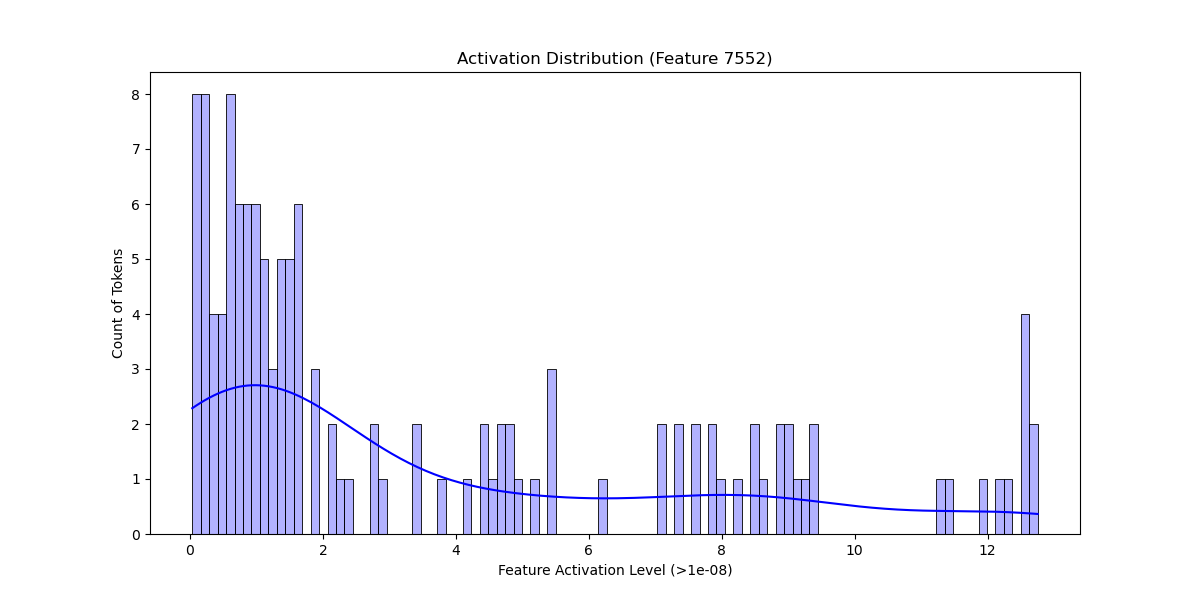 Activation Distribution (Feature 7552)
8
7
6
5
4
3
2
1
0
Count of Tokens
0 2 4 6 8 10 12
Feature Activation Level (>1e-08)